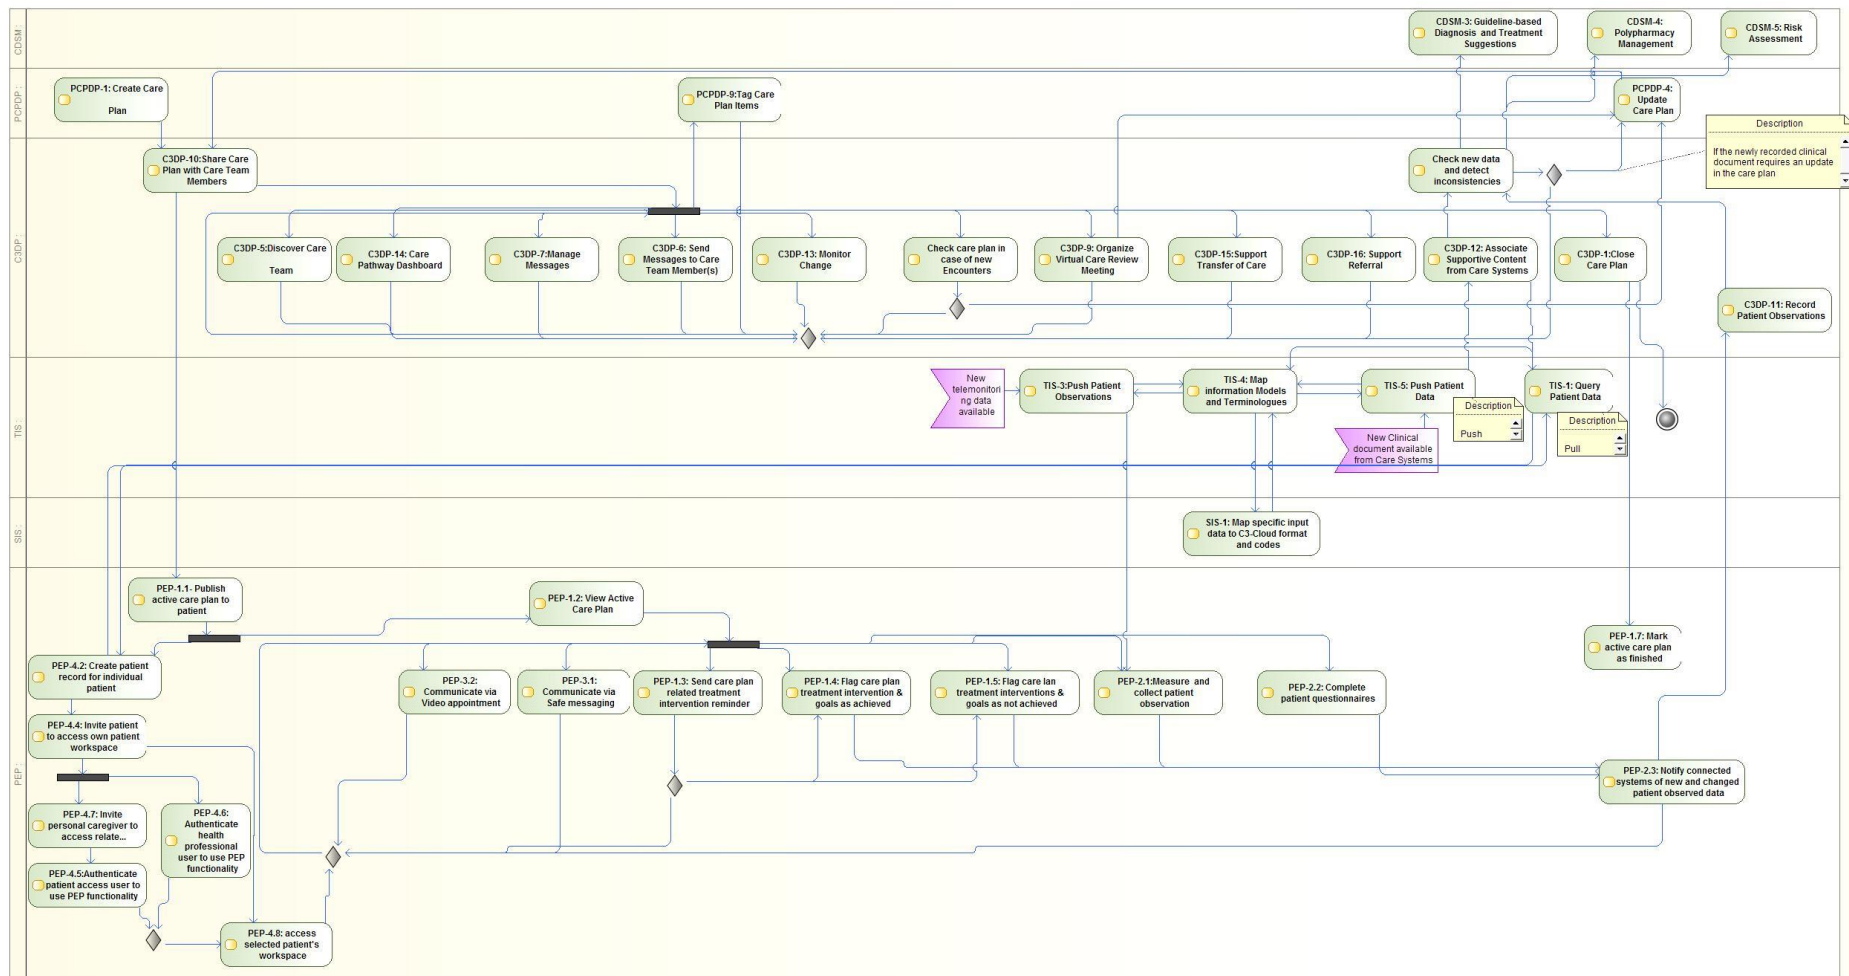 CDSM :
CDSM-3: Guideline-based
Diagnosis and Treatment
Suggestions
CDSM-4:
Polypharmacy
Management
CDSM-5: Risk
Assessment
PCPDP :
PCPDP-1: Create Care
Plan
PCPDP-9:Tag Care
Plan Items
PCPDP-4:
Update
Care Plan
Description
If the newly recorded clinical
document requires an update
in the care plan
C3DP :
C3DP-10:Share Care
Plan with Care Team
Members
Check new data
and detect
inconsistencies
C3DP-5:Discover Care
Team
C3DP-14: Care
Pathway Dashboard
C3DP-7:Manage
Messages
C3DP-6: Send
Messages to Care
Team Member(s)
C3DP-13: Monitor
Change
Check care plan in
case of new
Encounters
C3DP-9: Organize
Virtual Care Review
Meeting
C3DP-15:Support
Transfer of Care
C3DP-16: Support
Referral
C3DP-12: Associate
Supportive Content
from Care Systems
C3DP-1:Close
Care Plan
C3DP-11: Record
Patient Observations
TIS :
New
telemonitori
ng data
available
TIS-3:Push Patient
Observations
TIS-4: Map
information Models
and Terminologues
TIS-5: Push Patient
Data
Description
Push
New Clinical
document available
from Care Systems
TIS-1: Query
Patient Data
Description
Pull
SIS :
SIS-1: Map specific input
data to C3-Cloud format
and codes
PEP :
PEP-1.1- Publish
active care plan to
patient
PEP-1.2: View Active
Care Plan
PEP-1.7: Mark
active care plan
as finished
PEP-4.2: Create patient
record for individual
patient
PEP-3.2:
Communicate via
Video appointment
PEP-3.1:
Communicate via
Safe messaging
PEP-1.3: Send care plan
related treatment
intervention reminder
PEP-1.4: Flag care plan
treatment intervention &
goals as achieved
PEP-1.5: Flag care lan
treatment interventions &
goals as not achieved
PEP-2.1:Measure and
collect patient
observation
PEP-2.2: Complete
patient questionnaires
PEP-4.4: Invite patient
to access own patient
workspace
PEP-2.3: Notify connected
systems of new and changed
patient observed data
PEP-4.7: Invite
personal caregiver to
access relate...
PEP-4.6:
Authenticate
health
professional
user to use PEP
functionality
PEP-4.5:Authenticate
patient access user to
use PEP functionality
PEP-4.8: access
selected patient's
workspace